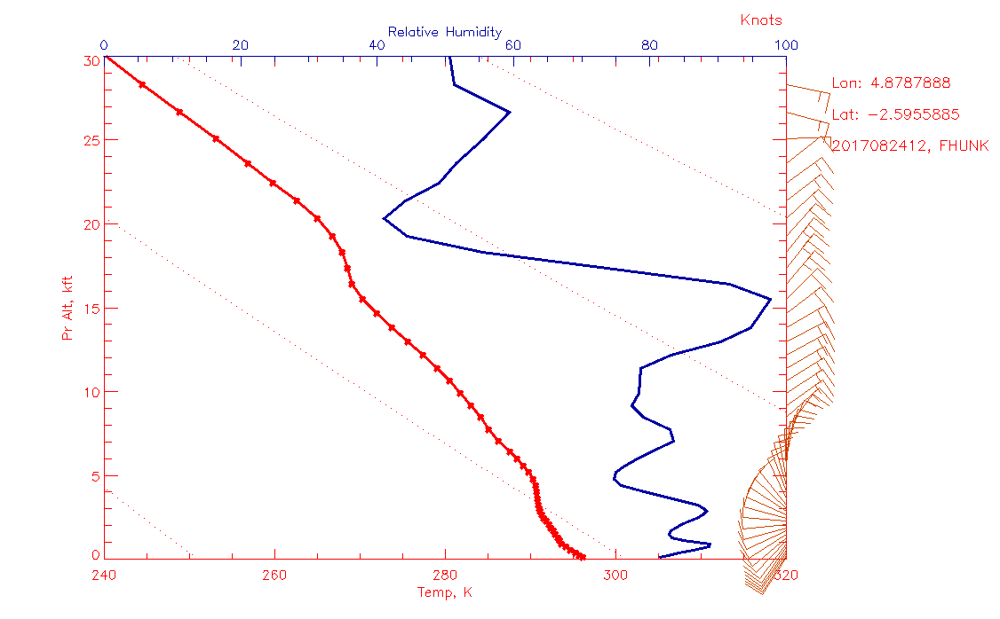 Knots
Relative Humidity
0 20 40 60 80 100
30
25
20
15
10
5
0
Pr Alt, kft
Lon: 4.8787888
Lat: −2.5955885
2017082412, FHUNK
240 260 280 300 320
Temp, K